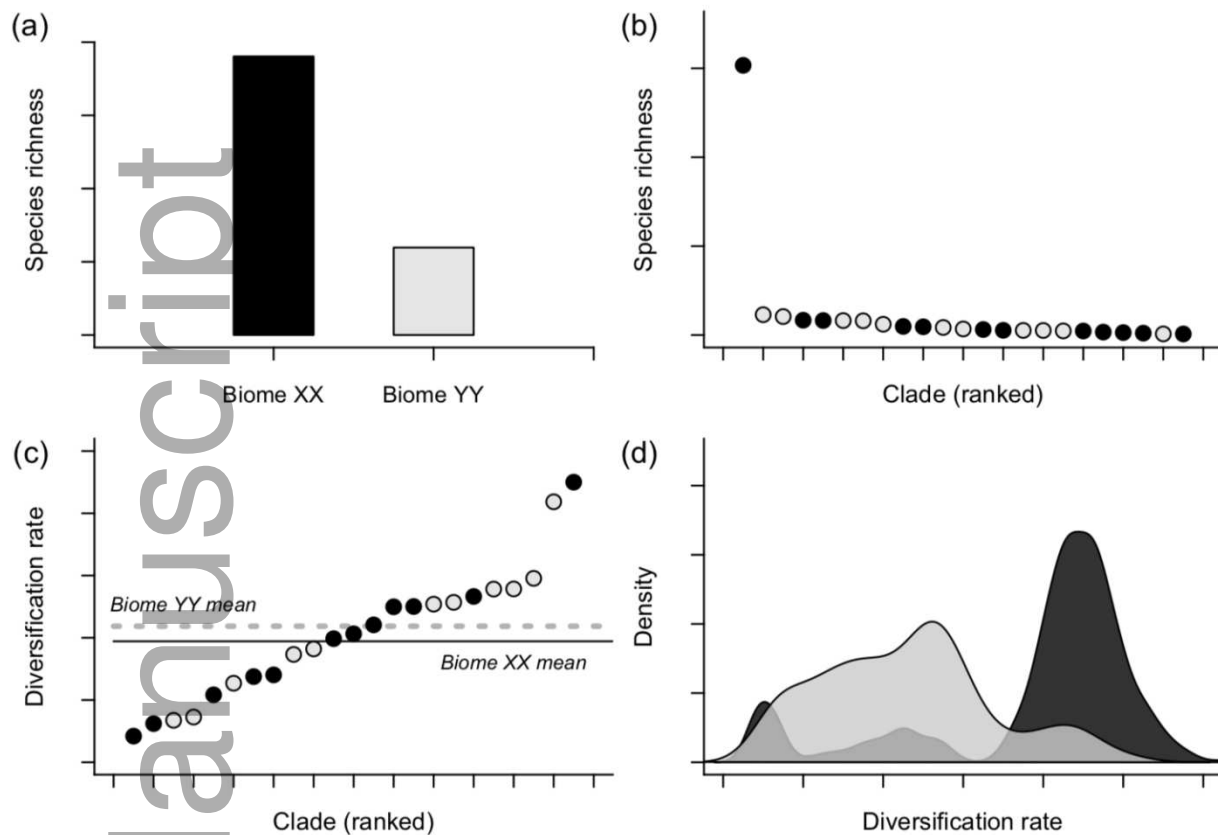 (a)
Species richness
Biome XX
Biome YY
(b)
Species richness
Clade (ranked)
(c)
Diversification rate
Biome YY mean
Biome XX mean
Clade (ranked)
(d)
Density
Diversification rate
anuscript